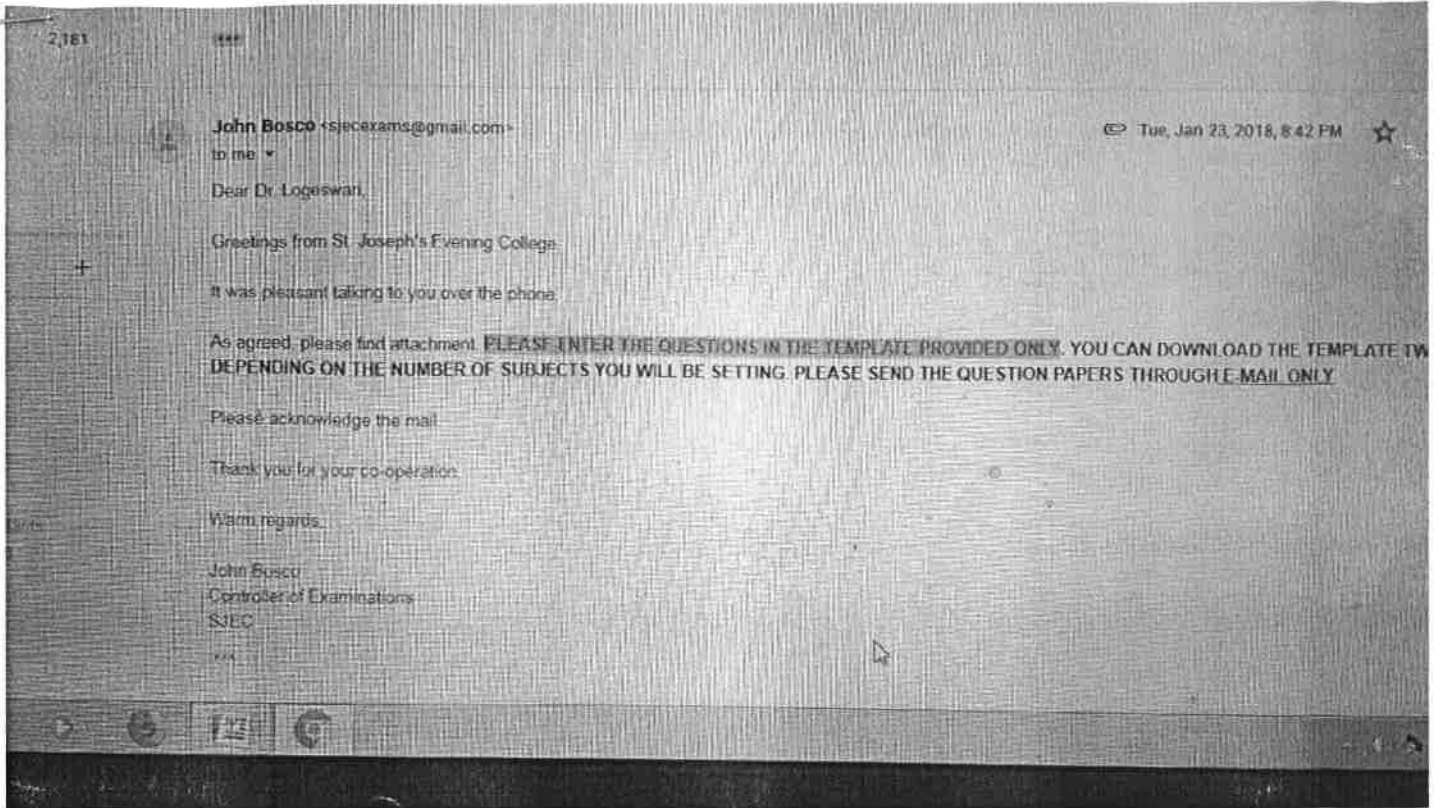 2,181
John Bosco <sjecexams@gmail.com>
Tue, Jan 23, 2018, 8:42 PM
to me
Dear Dr. Logeswari,
Greetings from St. Joseph's Evening College.
It was pleasant talking to you over the phone.
As agreed, please find attachment. PLEASE ENTER THE QUESTIONS IN THE TEMPLATE PROVIDED ONLY. YOU CAN DOWNLOAD THE TEMPLATE TW
DEPENDING ON THE NUMBER OF SUBJECTS YOU WILL BE SETTING. PLEASE SEND THE QUESTION PAPERS THROUGH E-MAIL ONLY.
Please acknowledge the mail.
Thank you for your co-operation.
Warm regards,
John Bosco
Controller of Examinations
SJEC